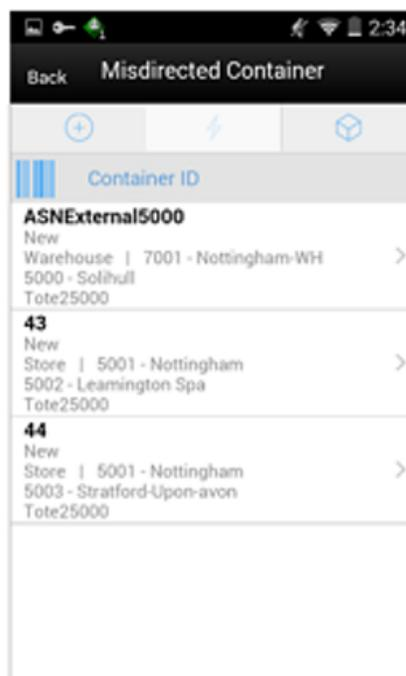 2:34
Back Misdirected Container
Container ID
ASNExternal5000
New
Warehouse | 7001 - Nottingham-WH
5000 - Solihull
Tote25000
43
New
Store | 5001 - Nottingham
5002 - Leamington Spa
Tote25000
44
New
Store | 5001 - Nottingham
5003 - Stratford-Upon-avon
Tote25000